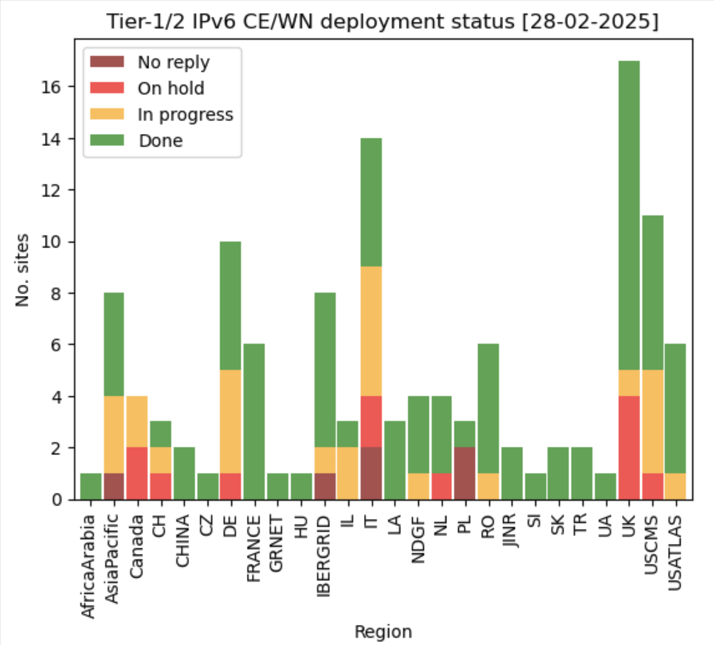 Tier-1/2 IPv6 CE/WN deployment status [28-02-2025]
No reply
On hold
In progress
Done
16
14
12
10
8
6
4
2
0
No. sites
AfricaArabia
AsiaPacific
Canada
CH
CHINA
CZ
DE
FRANCE
GRNET
HU
IBERGRID
IL
IT
LA
NDGF
NL
PL
RO
JINR
SI
SK
TR
UA
UK
USCMS
USATLAS
Region